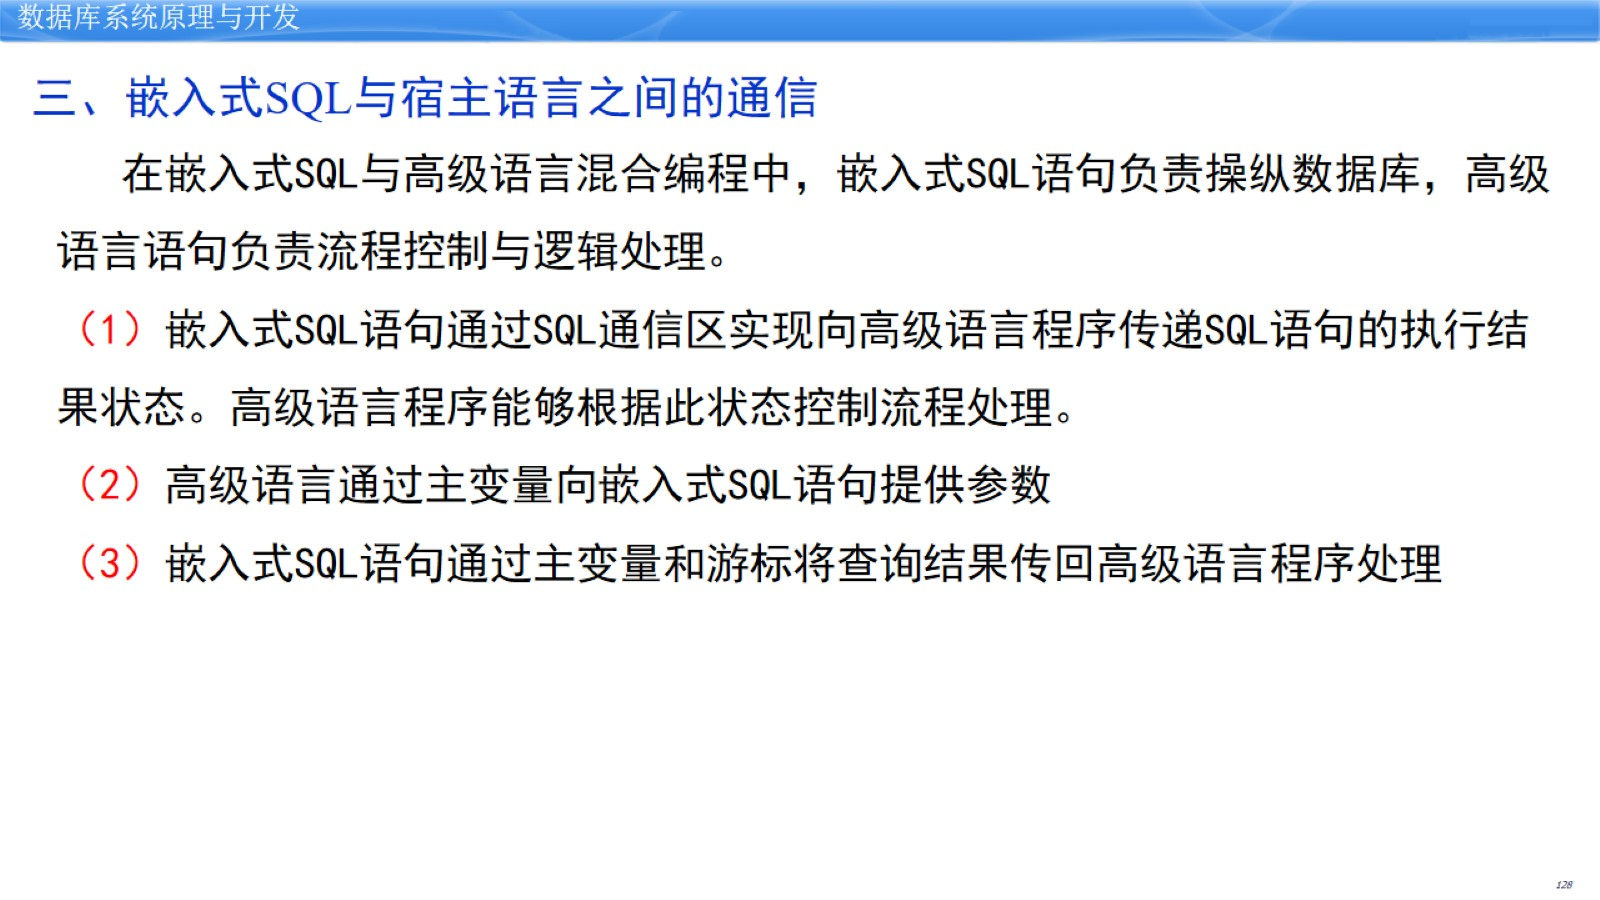 数据库系统原理与开发
三、嵌入式SQL与宿主语言之间的通信
在嵌入式SQL与高级语言混合编程中，嵌入式SQL语句负责操纵数据库，高级
语言语句负责流程控制与逻辑处理。
（1）嵌入式SQL语句通过SQL通信区实现向高级语言程序传递SQL语句的执行结
果状态。高级语言程序能够根据此状态控制流程处理。
（2）高级语言通过主变量向嵌入式SQL语句提供参数
（3）嵌入式SQL语句通过主变量和游标将查询结果传回高级语言程序处理
128